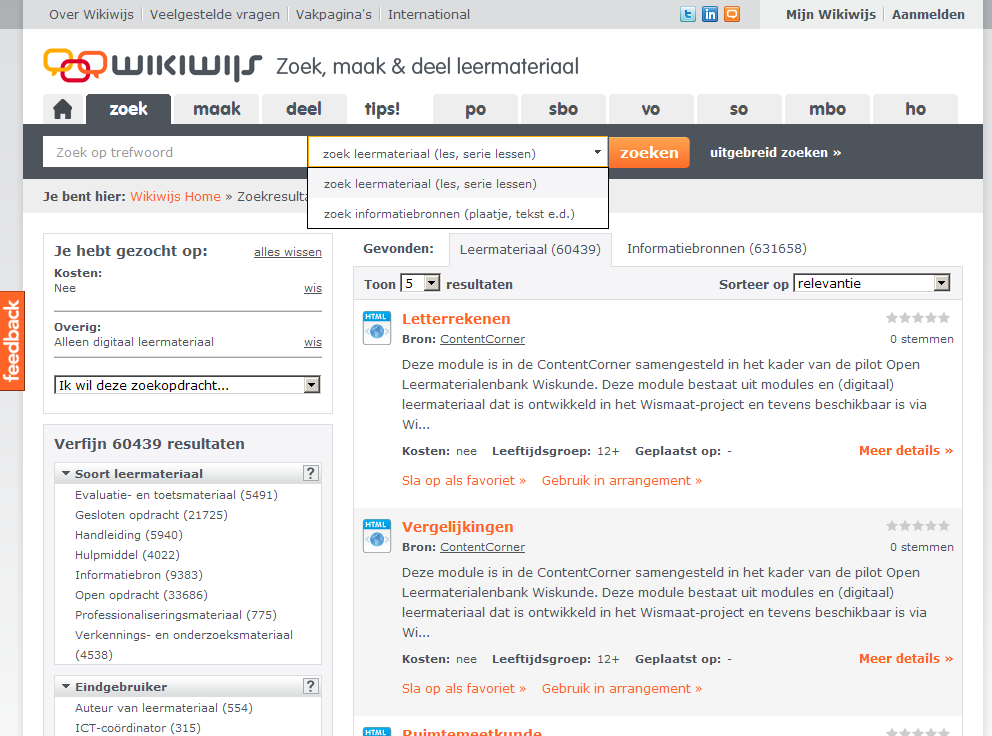 Over Wikiwijs Veelgestelde vragen Vakpagina's International Mijn Wikiwijs Aanmelden
wikiwijs Zoek, maak & deel leermateriaal
zoek maak deel tips! po sbo vo so mbo ho
Zoek op trefwoord zoek leermateriaal (les, serie lessen) zoeken uitgebreid zoeken »
zoek leermateriaal (les, serie lessen)
zoek informatiebronnen (plaatje, tekst e.d.)
Je bent hier: Wikiwijs Home » Zoekresulta
feedback
Je hebt gezocht op: alles wissen
Kosten:
Nee wis
Overig:
Alleen digitaal leermateriaal wis
Ik wil deze zoekopdracht...
Verfijn 60439 resultaten
Soort leermateriaal ?
Evaluatie- en toetsmateriaal (5491)
Gesloten opdracht (21725)
Handleiding (5940)
Hulpmiddel (4022)
Informatiebron (9383)
Open opdracht (33686)
Professionaliseringsmateriaal (775)
Verkennings- en onderzoeksmateriaal
(4538)
Eindgebruiker ?
Auteur van leermateriaal (554)
ICT-coördinator (315)
Gevonden: Leermateriaal (60439) Informatiebronnen (631658)
Toon 5 resultaten Sorteer op relevantie
HTML Letterrekenen
Bron: ContentCorner 0 stemmen
Deze module is in de ContentCorner samengesteld in het kader van de pilot Open
Leermaterialenbank Wiskunde. Deze module bestaat uit modules en (digitaal)
leermateriaal dat is ontwikkeld in het Wismaat-project en tevens beschikbaar is via
Wi...
Kosten: nee Leeftijdsgroep: 12+ Geplaatst op: - Meer details »
Sla op als favoriet » Gebruik in arrangement »
HTML Vergelijkingen
Bron: ContentCorner 0 stemmen
Deze module is in de ContentCorner samengesteld in het kader van de pilot Open
Leermaterialenbank Wiskunde. Deze module bestaat uit modules en (digitaal)
leermateriaal dat is ontwikkeld in het Wismaat-project en tevens beschikbaar is via
Wi...
Kosten: nee Leeftijdsgroep: 12+ Geplaatst op: - Meer details »
Sla op als favoriet » Gebruik in arrangement »
HTML Ruimtemeetkunde